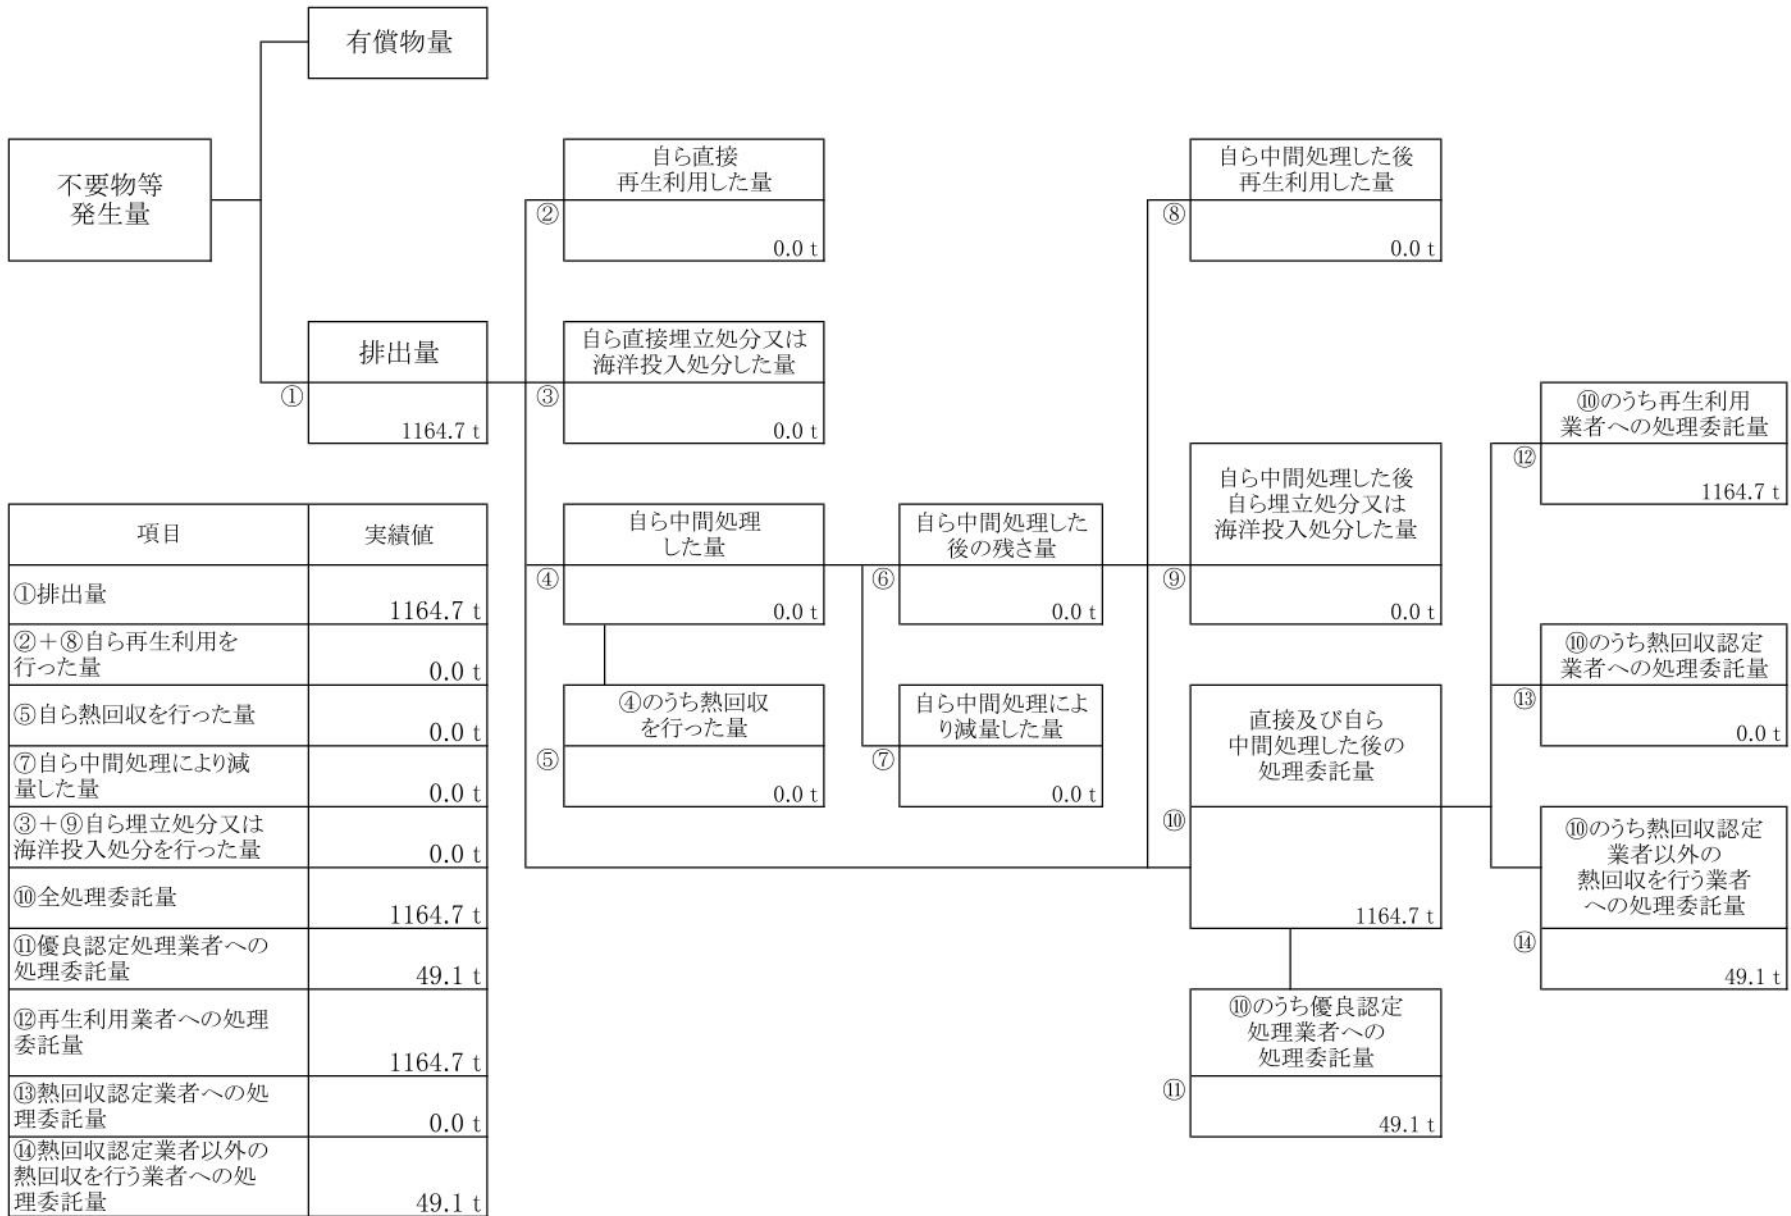 有償物量
不要物等
発生量
自ら直接
再生利用した量
②
0.0 t
自ら中間処理した後
再生利用した量
⑧
0.0 t
排出量
①
1164.7 t
自ら直接埋立処分又は
海洋投入処分した量
③
0.0 t
⑩のうち再生利用
業者への処理委託量
⑫
1164.7 t
自ら中間処理した後
自ら埋立処分又は
海洋投入処分した量
⑨
0.0 t
自ら中間処理
した量
④
0.0 t
自ら中間処理した
後の残さ量
⑥
0.0 t
⑩のうち熱回収認定
業者への処理委託量
⑬
0.0 t
④のうち熱回収
を行った量
⑤
0.0 t
自ら中間処理によ
り減量した量
⑦
0.0 t
直接及び自ら
中間処理した後の
処理委託量
⑩
1164.7 t
⑩のうち熱回収認定
業者以外の
熱回収を行う業者
への処理委託量
⑭
49.1 t
⑩のうち優良認定
処理業者への
処理委託量
⑪
49.1 t
項目 実績値
①排出量
1164.7 t
②+⑧自ら再生利用を
行った量
0.0 t
⑤自ら熱回収を行った量
0.0 t
⑦自ら中間処理により減
量した量
0.0 t
③+⑨自ら埋立処分又は
海洋投入処分を行った量
0.0 t
⑩全処理委託量
1164.7 t
⑪優良認定処理業者への
処理委託量
49.1 t
⑫再生利用業者への処理
委託量
1164.7 t
⑬熱回収認定業者への処
理委託量
0.0 t
⑭熱回収認定業者以外の
熱回収を行う業者への処
理委託量
49.1 t